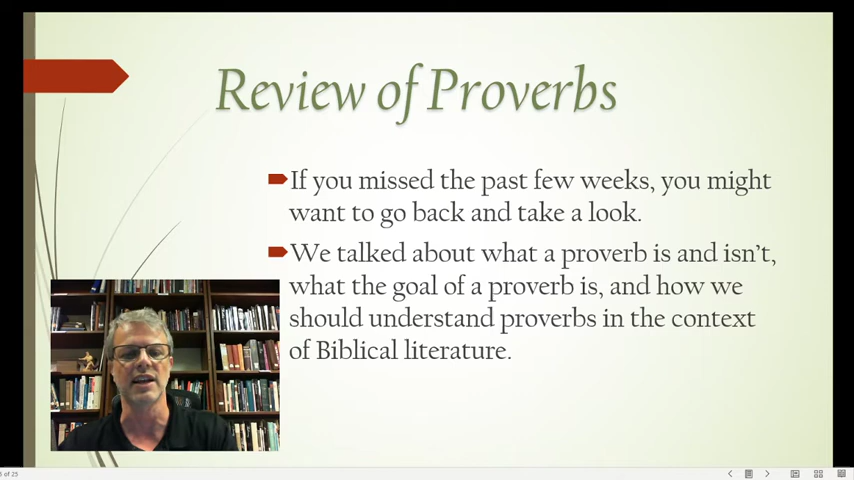 Review of Proverbs
If you missed the past few weeks, you might
want to go back and take a look.
We talked about what a proverb is and isn't,
what the goal of a proverb is, and how we
should understand proverbs in the context
of Biblical literature.
of 25